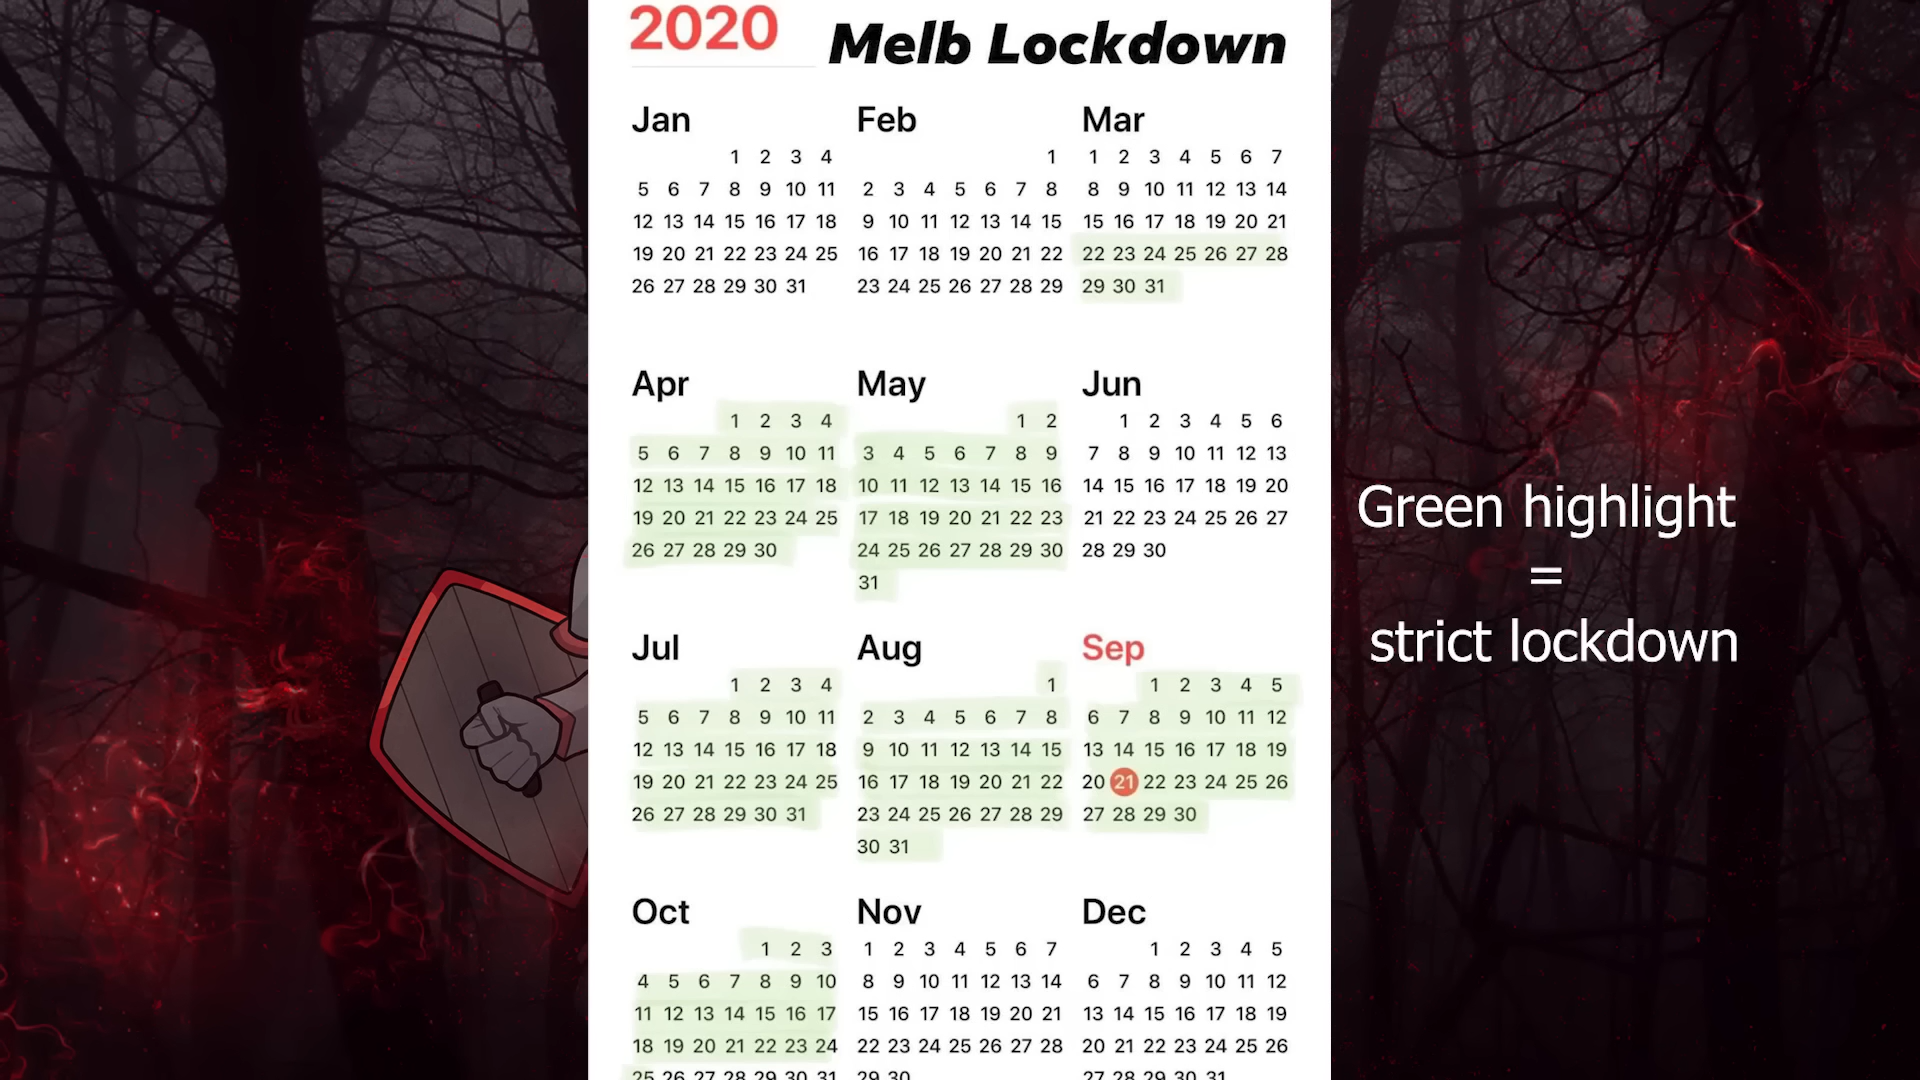 2020 Melb Lockdown
Jan Feb Mar
1 2 3 4 1 1 2 3 4 5 6 7
5 6 7 8 9 10 11 2 3 4 5 6 7 8 8 9 10 11 12 13 14
12 13 14 15 16 17 18 9 10 11 12 13 14 15 15 16 17 18 19 20 21
19 20 21 22 23 24 25 16 17 18 19 20 21 22 22 23 24 25 26 27 28
26 27 28 29 30 31 23 24 25 26 27 28 29 29 30 31
Apr May Jun
1 2 3 4 1 2 1 2 3 4 5 6
5 6 7 8 9 10 11 3 4 5 6 7 8 9 7 8 9 10 11 12 13
12 13 14 15 16 17 18 10 11 12 13 14 15 16 14 15 16 17 18 19 20
19 20 21 22 23 24 25 17 18 19 20 21 22 23 21 22 23 24 25 26 27
26 27 28 29 30 24 25 26 27 28 29 30 28 29 30
31
Jul Aug Sep
1 2 3 4 1 1 2 3 4 5
5 6 7 8 9 10 11 2 3 4 5 6 7 8 6 7 8 9 10 11 12
12 13 14 15 16 17 18 9 10 11 12 13 14 15 13 14 15 16 17 18 19
19 20 21 22 23 24 25 16 17 18 19 20 21 22 20 21 22 23 24 25 26
26 27 28 29 30 31 23 24 25 26 27 28 29 27 28 29 30
30 31
Oct Nov Dec
1 2 3 1 2 3 4 5 6 7 1 2 3 4 5
4 5 6 7 8 9 10 8 9 10 11 12 13 14 6 7 8 9 10 11 12
11 12 13 14 15 16 17 15 16 17 18 19 20 21 13 14 15 16 17 18 19
18 19 20 21 22 23 24 22 23 24 25 26 27 28 20 21 22 23 24 25 26
25 26 27 28 29 30 31 29 30 27 28 29 30 31
Green highlight
=
strict lockdown